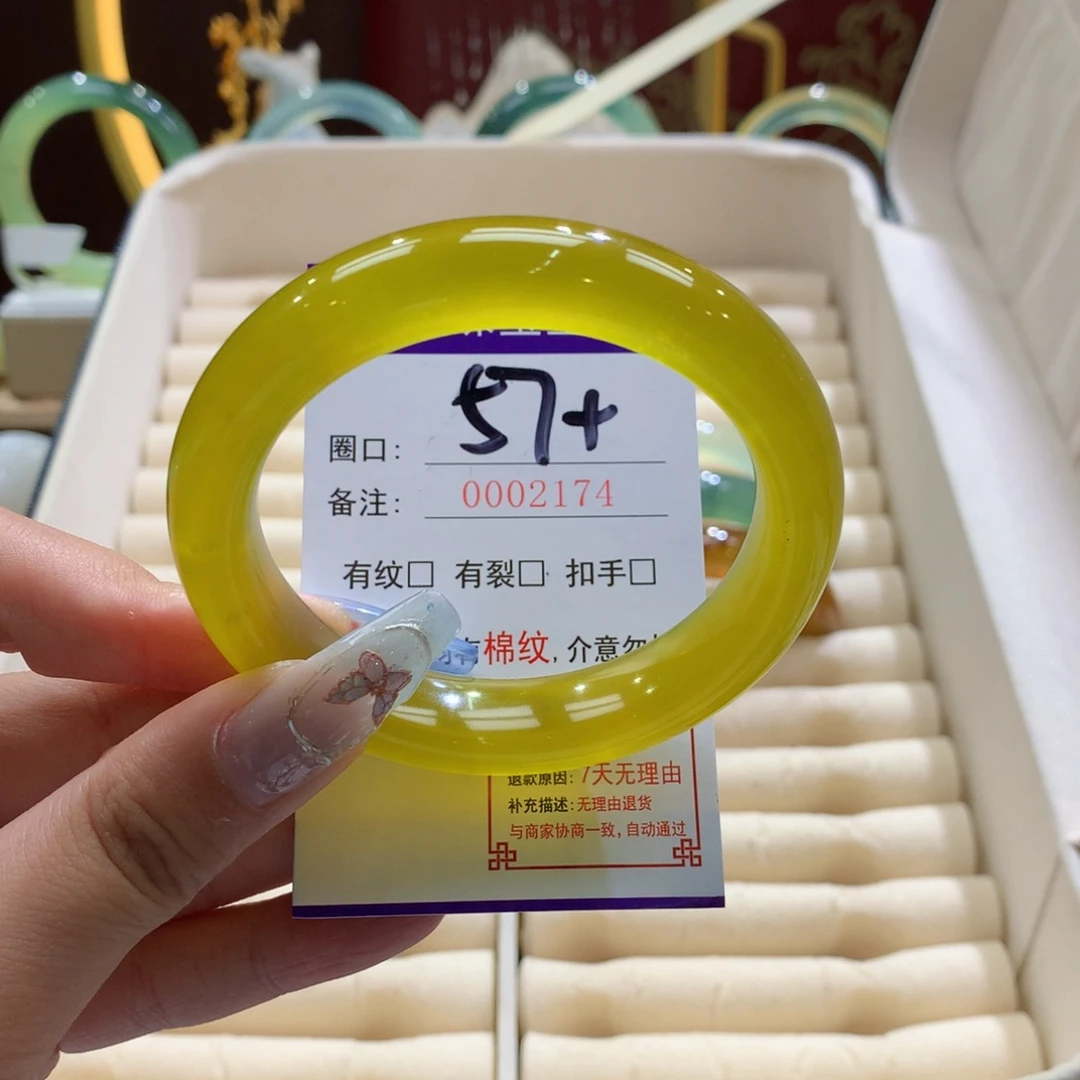 57+
圈口:
备注: 0002174
有纹□ 有裂□ 扣手□
棉纹,介意勿
退款原因:7天无理由
补充描述:无理由退货
与商家协商一致,自动通过